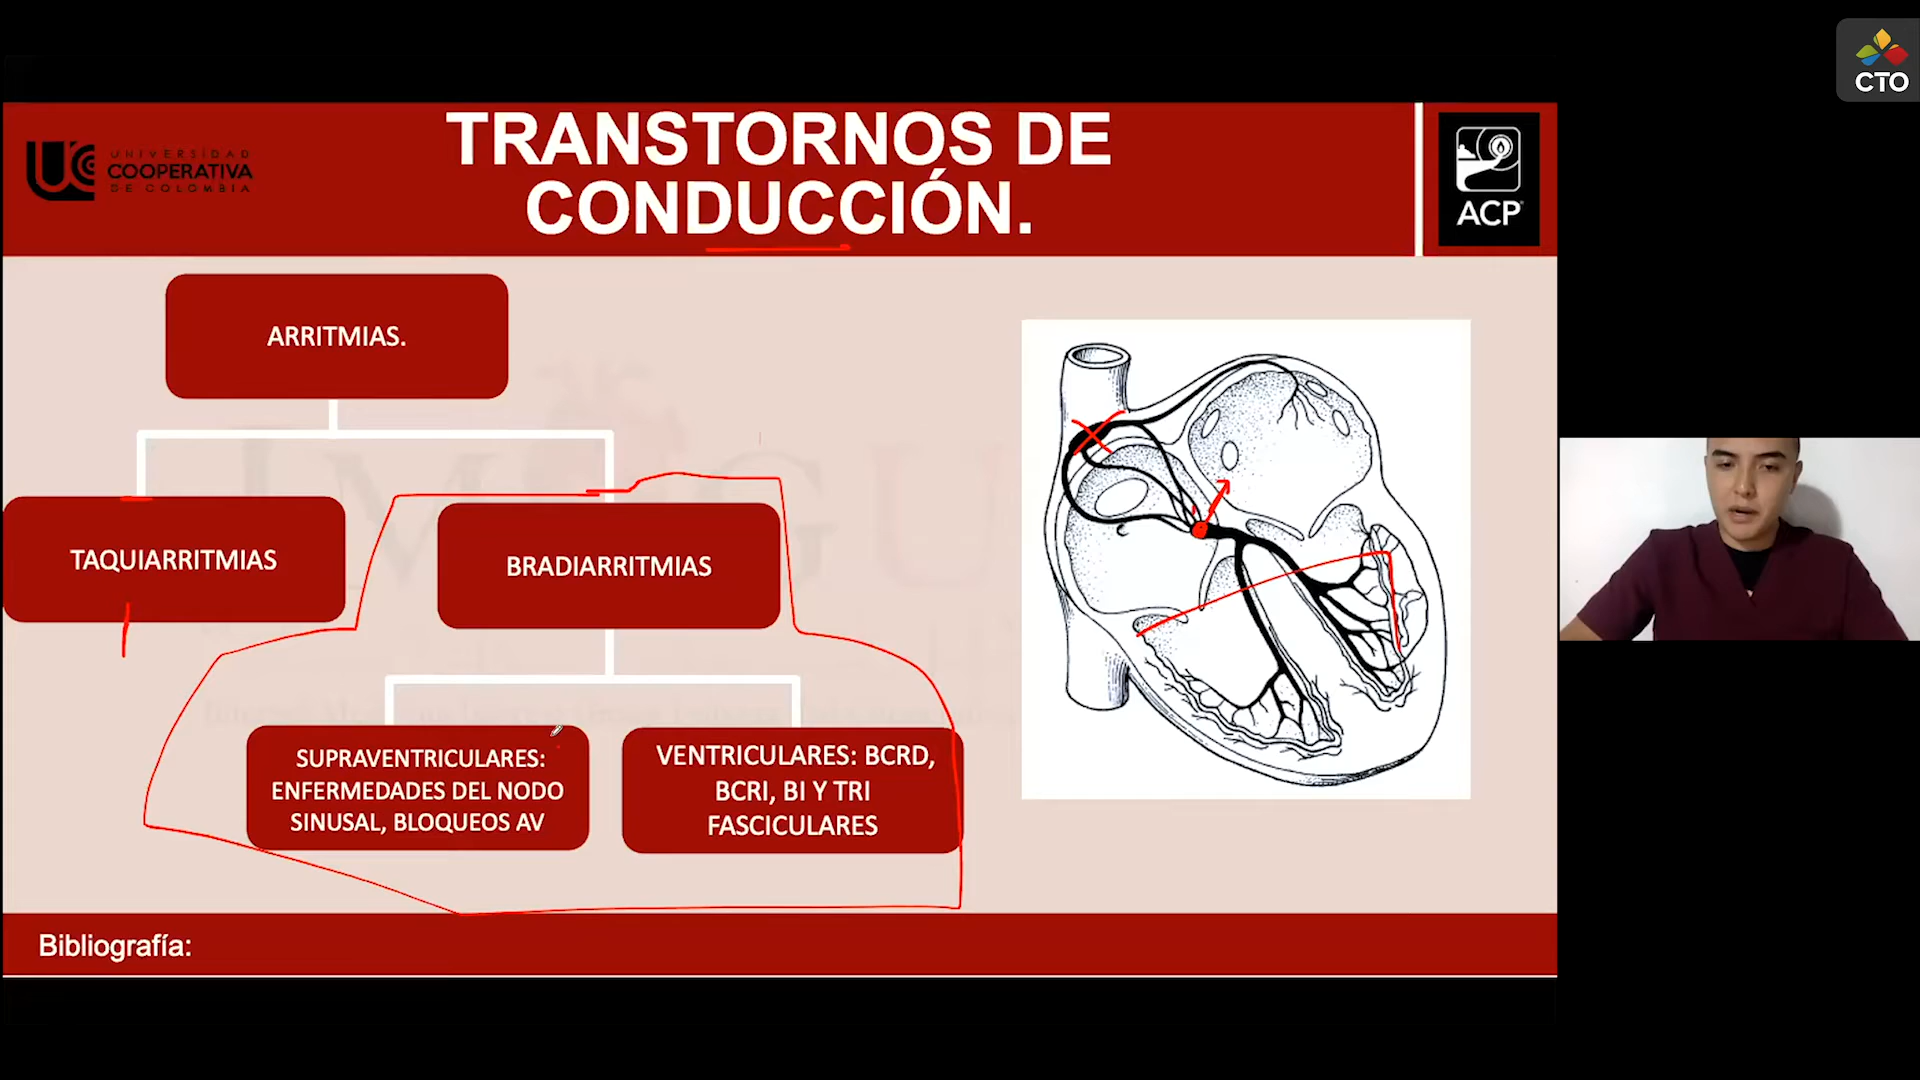 CTO
UNIVERSIDAD
COOPERATIVA
DE COLOMBIA
TRANSTORNOS DE
CONDUCCIÓN.
ACP
ARRITMIAS.
TAQUIARRITMIAS
BRADIARRITMIAS
SUPRAVENTRICULARES:
ENFERMEDADES DEL NODO
SINUSAL, BLOQUEOS AV
VENTRICULARES: BCRD,
BCRI, BI Y TRI
FASCICULARES
Bibliografía: